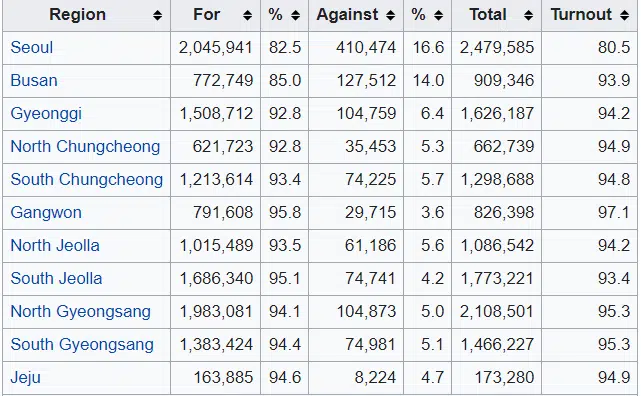 Region For % Against % Total Turnout
Seoul 2,045,941 82.5 410,474 16.6 2,479,585 80.5
Busan 772,749 85.0 127,512 14.0 909,346 93.9
Gyeonggi 1,508,712 92.8 104,759 6.4 1,626,187 94.2
North Chungcheong 621,723 92.8 35,453 5.3 662,739 94.9
South Chungcheong 1,213,614 93.4 74,225 5.7 1,298,688 94.8
Gangwon 791,608 95.8 29,715 3.6 826,398 97.1
North Jeolla 1,015,489 93.5 61,186 5.6 1,086,542 94.2
South Jeolla 1,686,340 95.1 74,741 4.2 1,773,221 93.4
North Gyeongsang 1,983,081 94.1 104,873 5.0 2,108,501 95.3
South Gyeongsang 1,383,424 94.4 74,981 5.1 1,466,227 95.3
Jeju 163,885 94.6 8,224 4.7 173,280 94.9